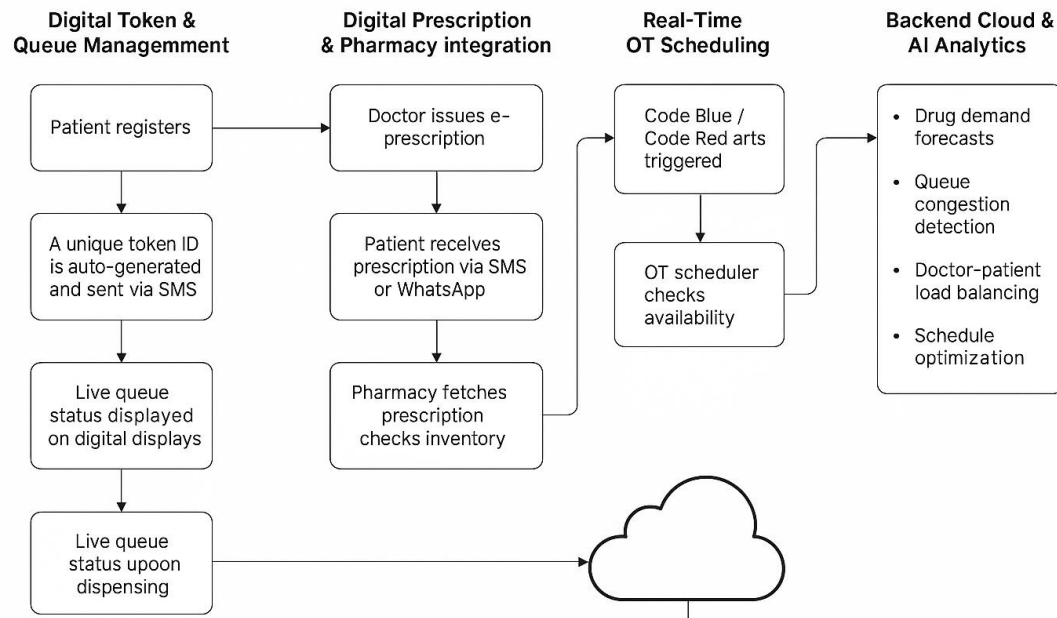 Digital Token &
Queue Managemment
Patient registers
A unique token ID
is auto-generated
and sent via SMS
Live queue
status displayed
on digital displays
Live queue
status upoon
dispensing
Digital Prescription
& Pharmacy integration
Doctor issues e-
prescription
Patient recelves
prescription via SMS
or WhatsApp
Pharmacy fetches
prescription
checks inventory
Real-Time
OT Scheduling
Code Blue /
Code Red arts
triggered
OT scheduler
checks
availability
Backend Cloud &
AI Analytics
• Drug demand
forecasts
• Queue
congestion
detection
• Doctor-patient
load balancing
• Schedule
optimization